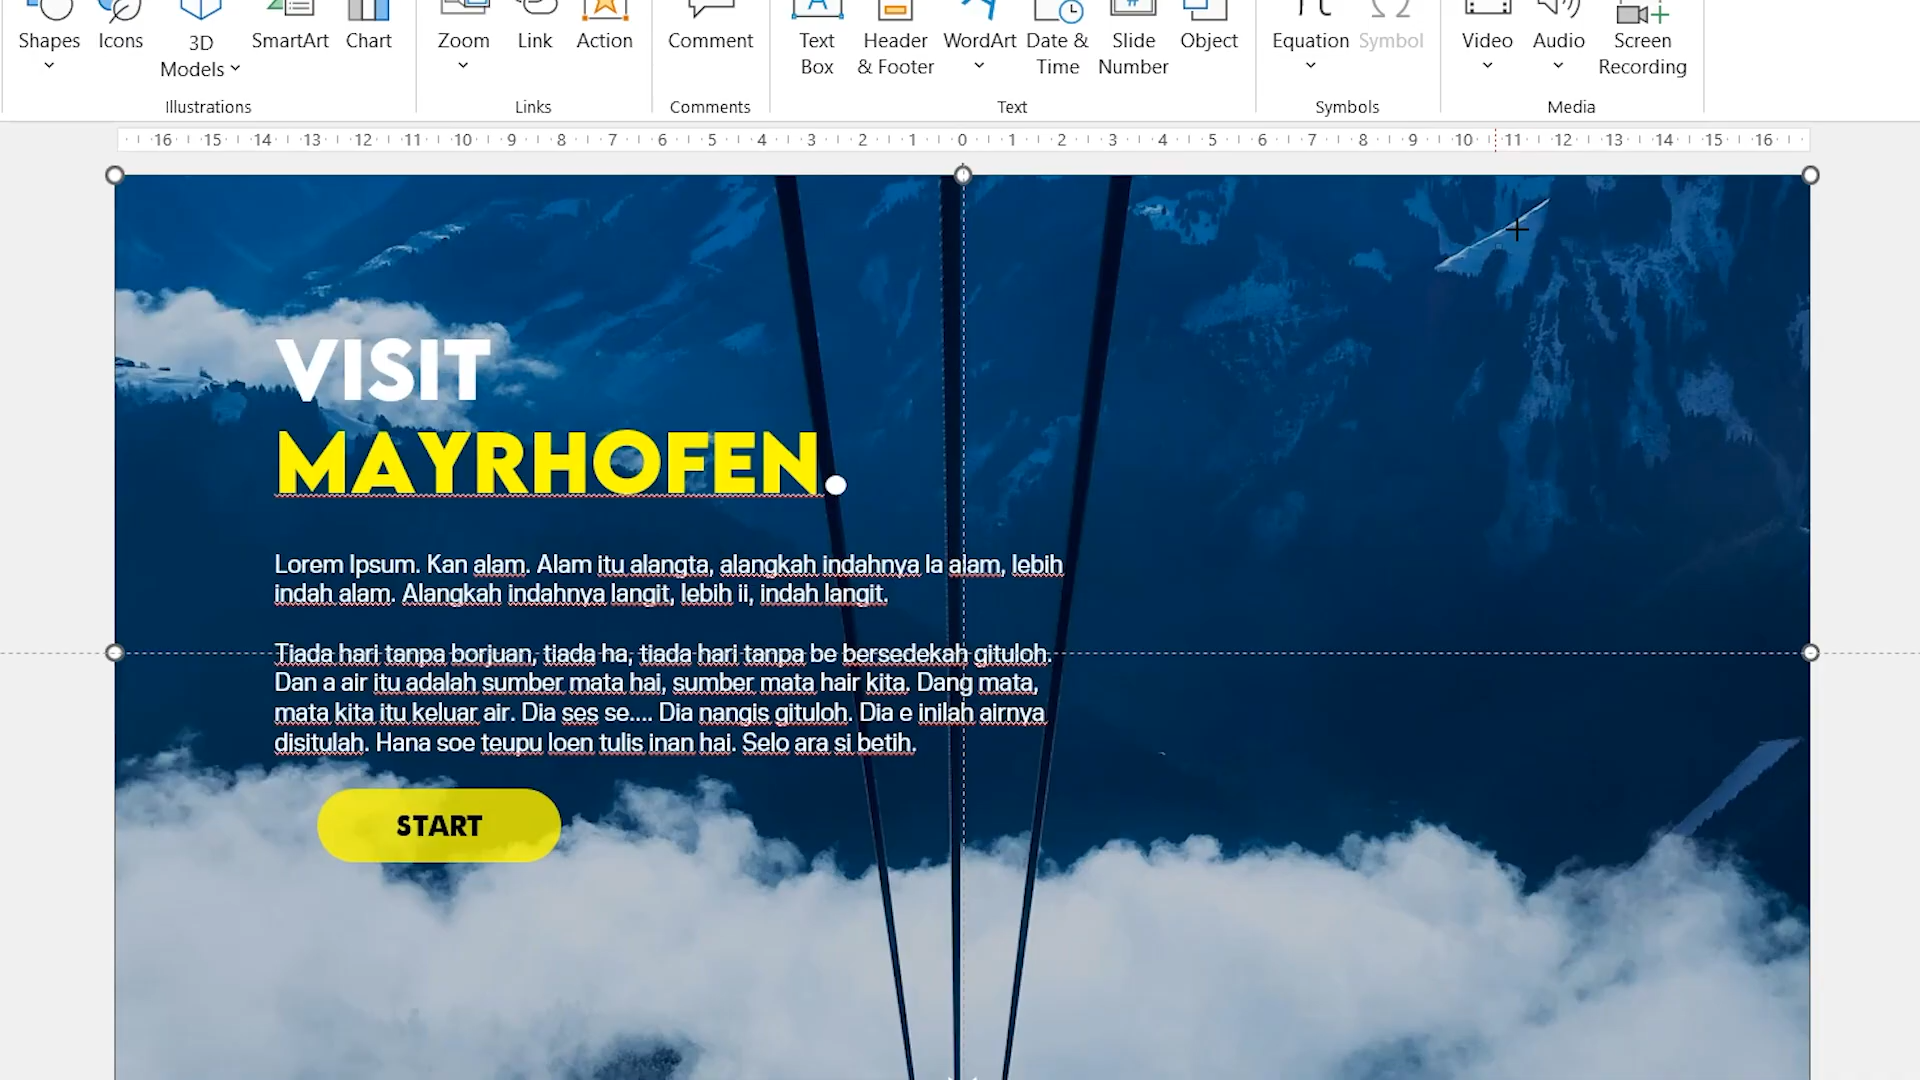 Shapes
Icons
3D
Models
SmartArt
Chart
Illustrations
Zoom
Link
Action
Links
Comment
Comments
Text
Box
Header
& Footer
WordArt
Date &
Time
Slide
Number
Object
Text
Equation
Symbol
Symbols
Video
Audio
Screen
Recording
Media
16 15 14 13 12 11 10 9 8 7 6 5 4 3 2 1 0 1 2 3 4 5 6 7 8 9 10 11 12 13 14 15 16
VISIT
MAYRHOFEN.
Lorem Ipsum. Kan alam. Alam itu alangta, alangkah indahnya la alam, lebih
indah alam. Alangkah indahnya langit, lebih ii, indah langit.
Tiada hari tanpa borjuan, tiada ha, tiada hari tanpa be bersedekah gituloh.
Dan a air itu adalah sumber mata hai, sumber mata hair kita. Dang mata,
mata kita itu keluar air. Dia ses se.... Dia nangis gituloh. Dia e inilah airnya
disitulah. Hana soe teupu loen tulis inan hai. Selo ara si betih.
START